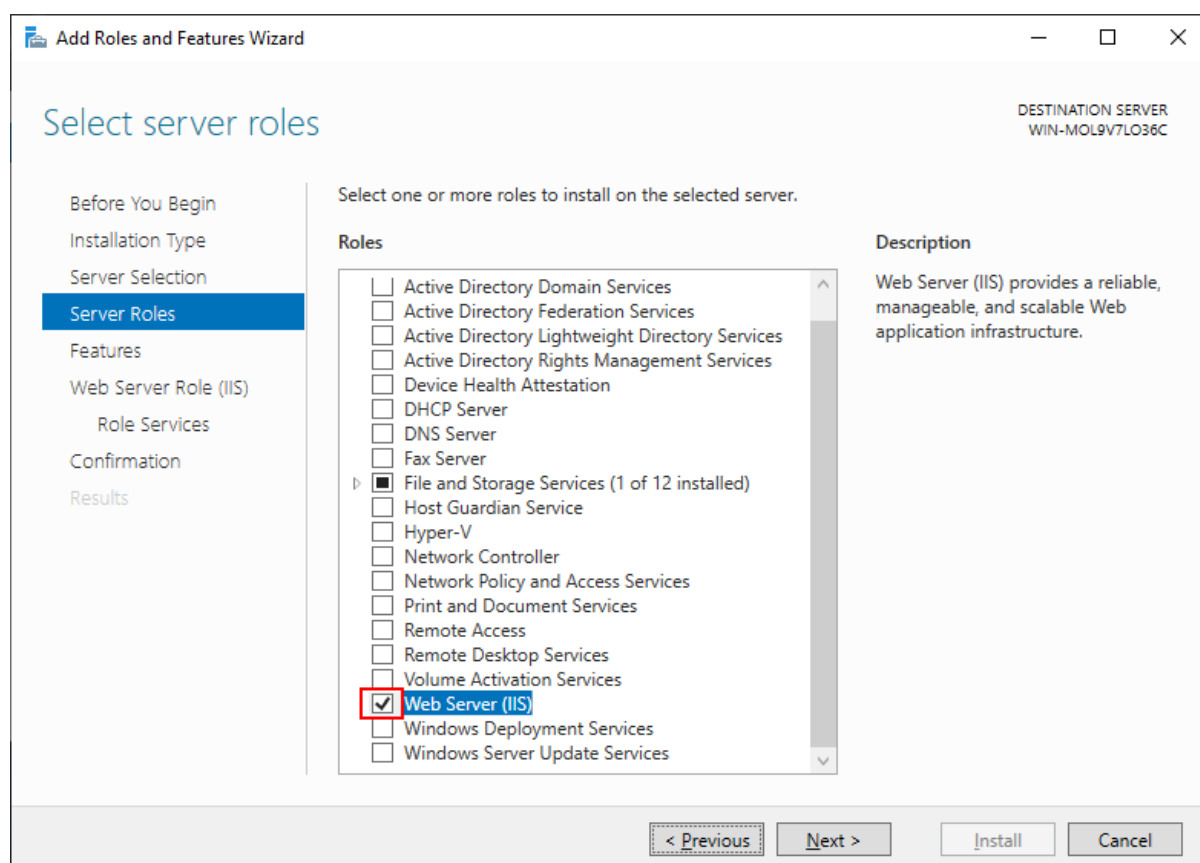 Add Roles and Features Wizard
Select server roles
DESTINATION SERVER
WIN-MOL9V7LO36C
Before You Begin
Installation Type
Server Selection
Server Roles
Features
Web Server Role (IIS)
Role Services
Confirmation
Results
Select one or more roles to install on the selected server.
Roles
Active Directory Domain Services
Active Directory Federation Services
Active Directory Lightweight Directory Services
Active Directory Rights Management Services
Device Health Attestation
DHCP Server
DNS Server
Fax Server
File and Storage Services (1 of 12 installed)
Host Guardian Service
Hyper-V
Network Controller
Network Policy and Access Services
Print and Document Services
Remote Access
Remote Desktop Services
Volume Activation Services
Web Server (IIS)
Windows Deployment Services
Windows Server Update Services
Description
Web Server (IIS) provides a reliable,
manageable, and scalable Web
application infrastructure.
< Previous
Next >
Install
Cancel